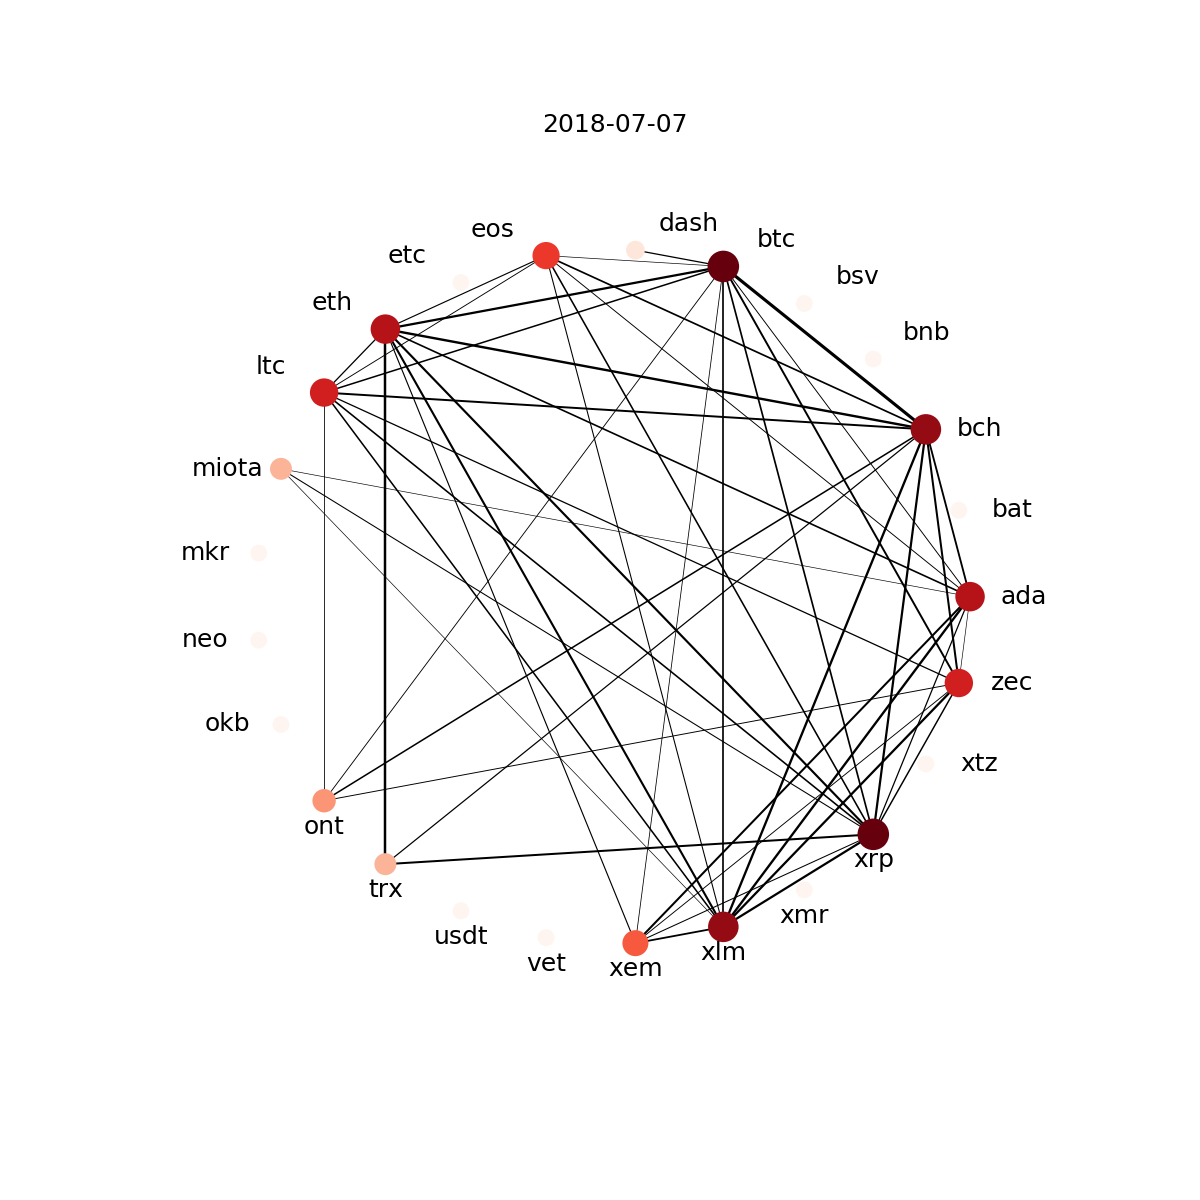 2018-07-07
dash
eos
btc
etc
bsv
eth
bnb
ltc
bch
miota
bat
mkr
ada
neo
zec
okb
xtz
ont
xrp
trx
xmr
usdt
xlm
vet
xem